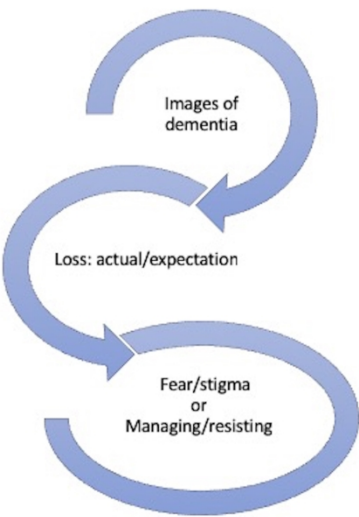 Images of
dementia
Loss: actual/expectation
Fear/stigma
or
Managing/resisting